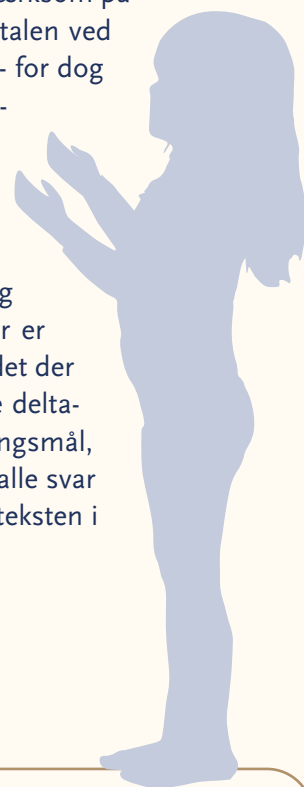 talen ved
- for dog
-
g
r er
let der
e delta-
ngsmål,
alle svar
teksten i